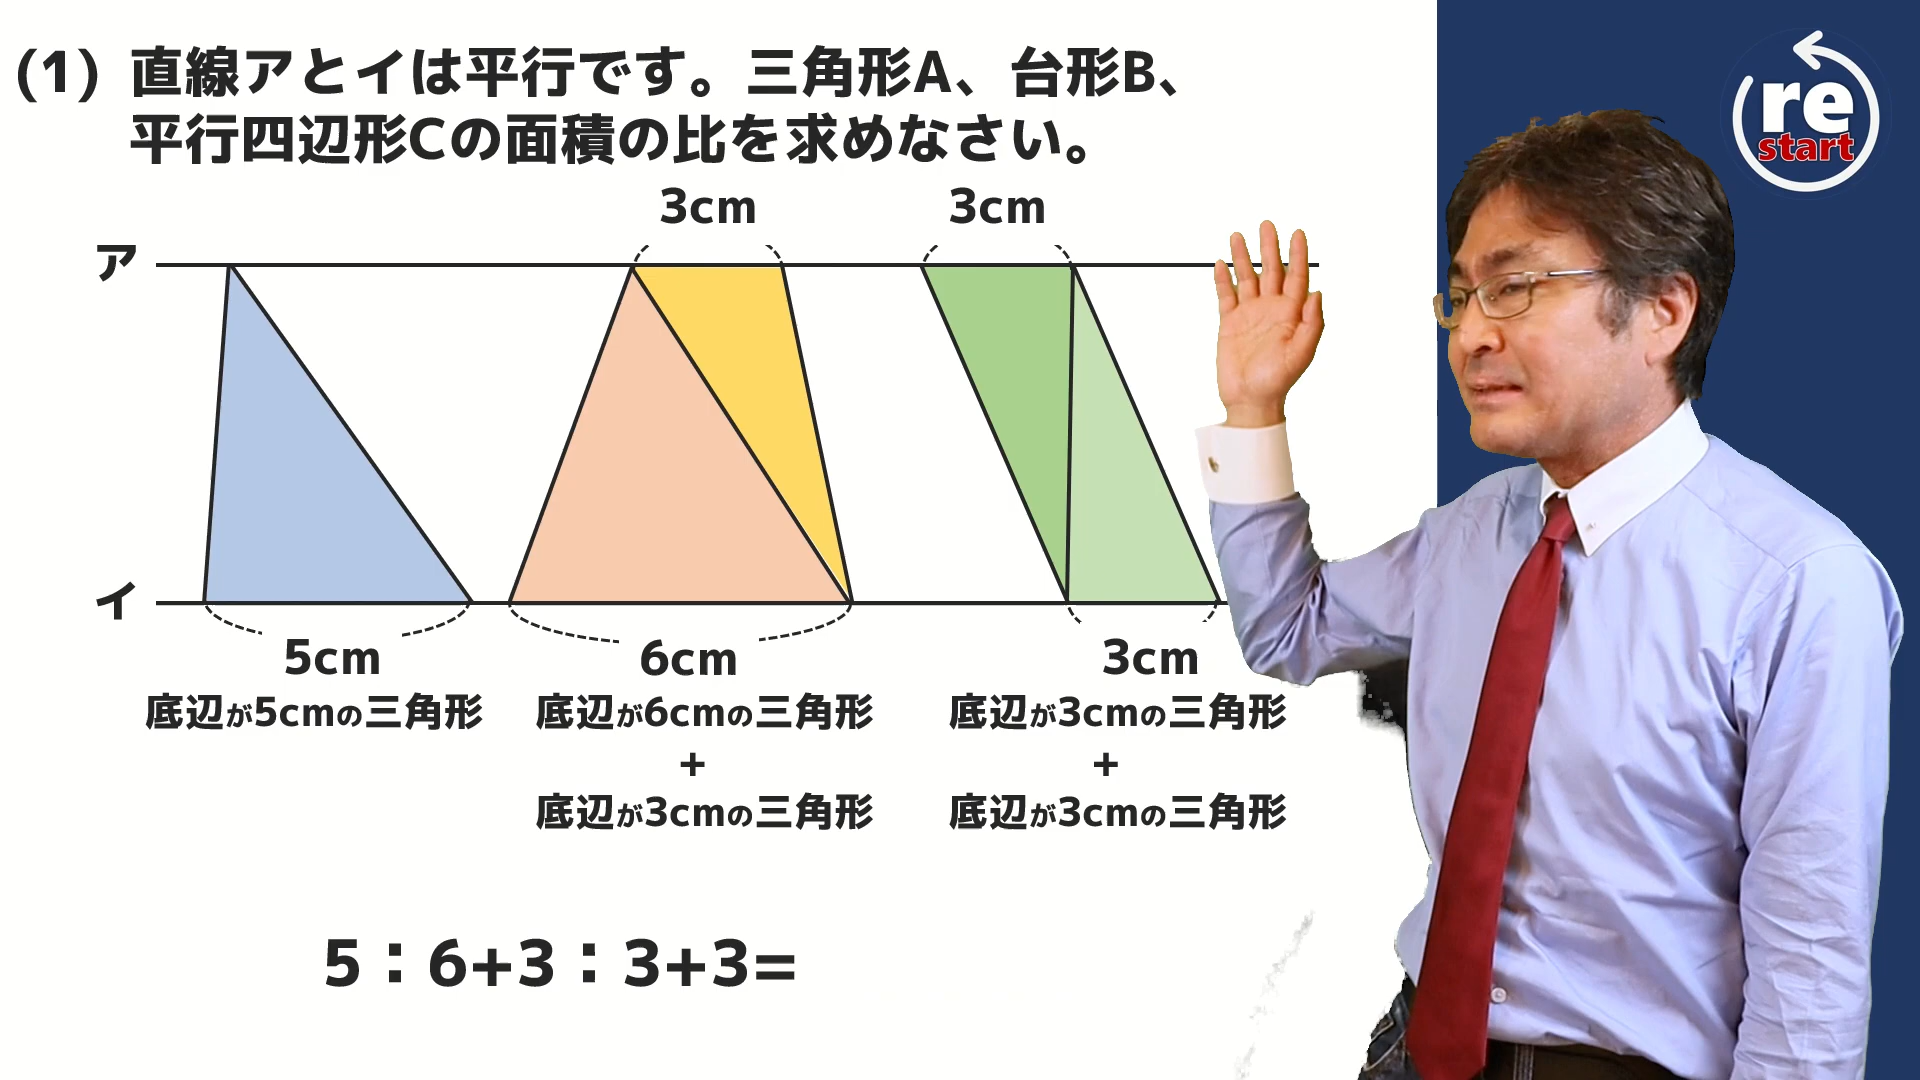 (1) 直線アとイは平行です。三角形A、台形B、
平行四辺形Cの面積の比を求めなさい。
re
start
3cm
3cm
ア
イ
5cm
6cm
3cm
底辺が5cmの三角形
底辺が6cmの三角形
+
底辺が3cmの三角形
底辺が3cmの三角形
+
底辺が3cmの三角形
5：6+3：3+3=